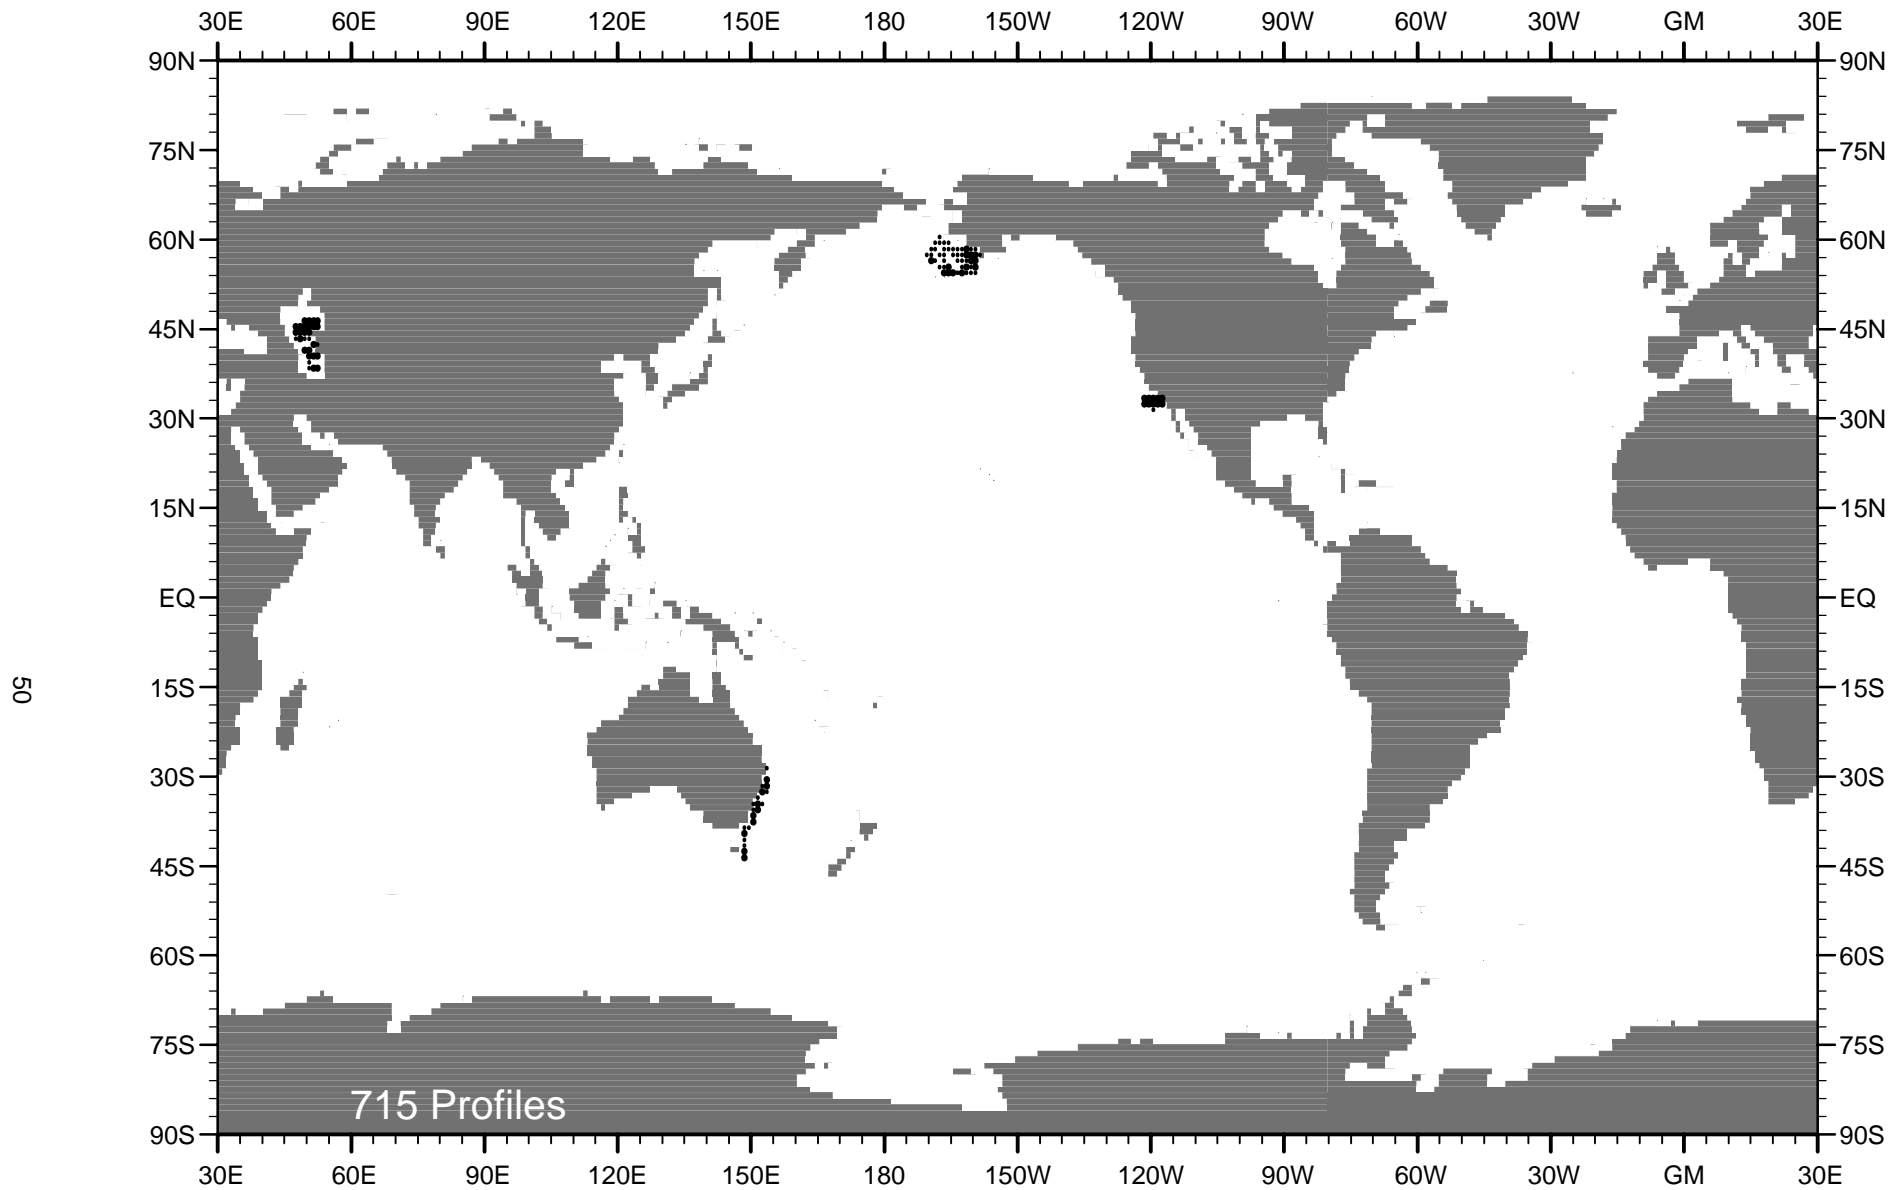 30E 60E 90E 120E 150E 180 150W 120W 90W 60W 30W GM 30E
90N 90N
75N 75N
60N 60N
45N 45N
30N 30N
15N 15N
EQ EQ
15S 15S
30S 30S
45S 45S
60S 60S
75S 75S
90S 90S
715 Profiles
30E 60E 90E 120E 150E 180 150W 120W 90W 60W 30W GM 30E
50